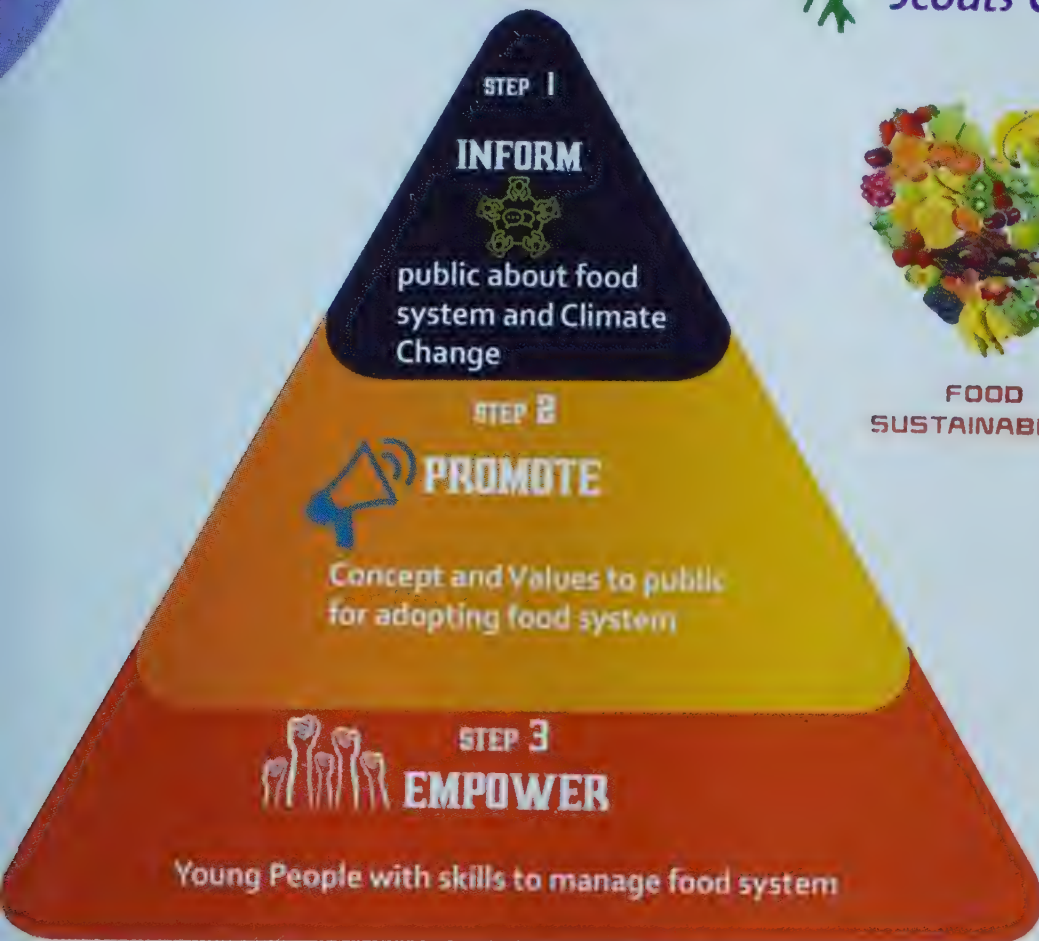 Scouts
STEP 1
INFORM
public about food
system and Climate
Change
FOOD
STEP 2
PROMOTE
Concept and Values to public
for adopting food system
STEP 3
EMPOWER
Young People with skills to manage food system